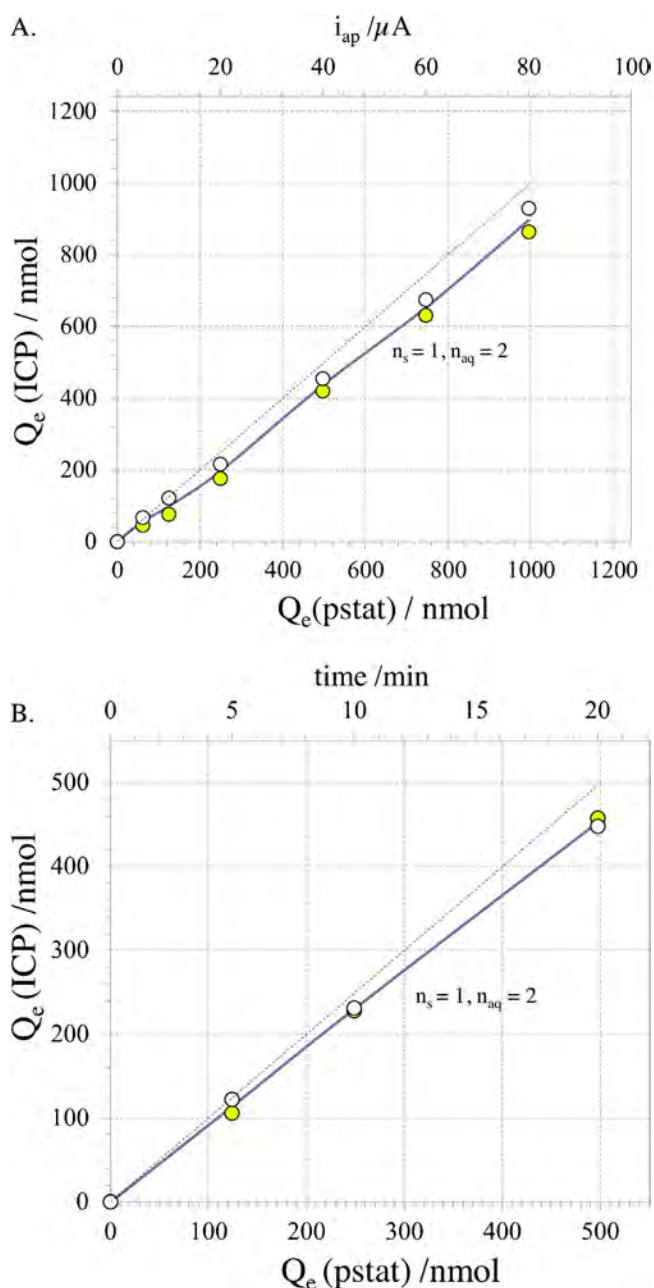 A.
i_ap /μA
0 20 40 60 80 100
1200
1000
800
600
400
200
0
Q_e (ICP) / nmol
n_s = 1, n_aq = 2
0 200 400 600 800 1000 1200
Q_e(pstat) / nmol
time /min
B.
0 5 10 15 20
500
400
300
200
100
0
Q_e (ICP) /nmol
n_s = 1, n_aq = 2
0 100 200 300 400 500
Q_e (pstat) /nmol